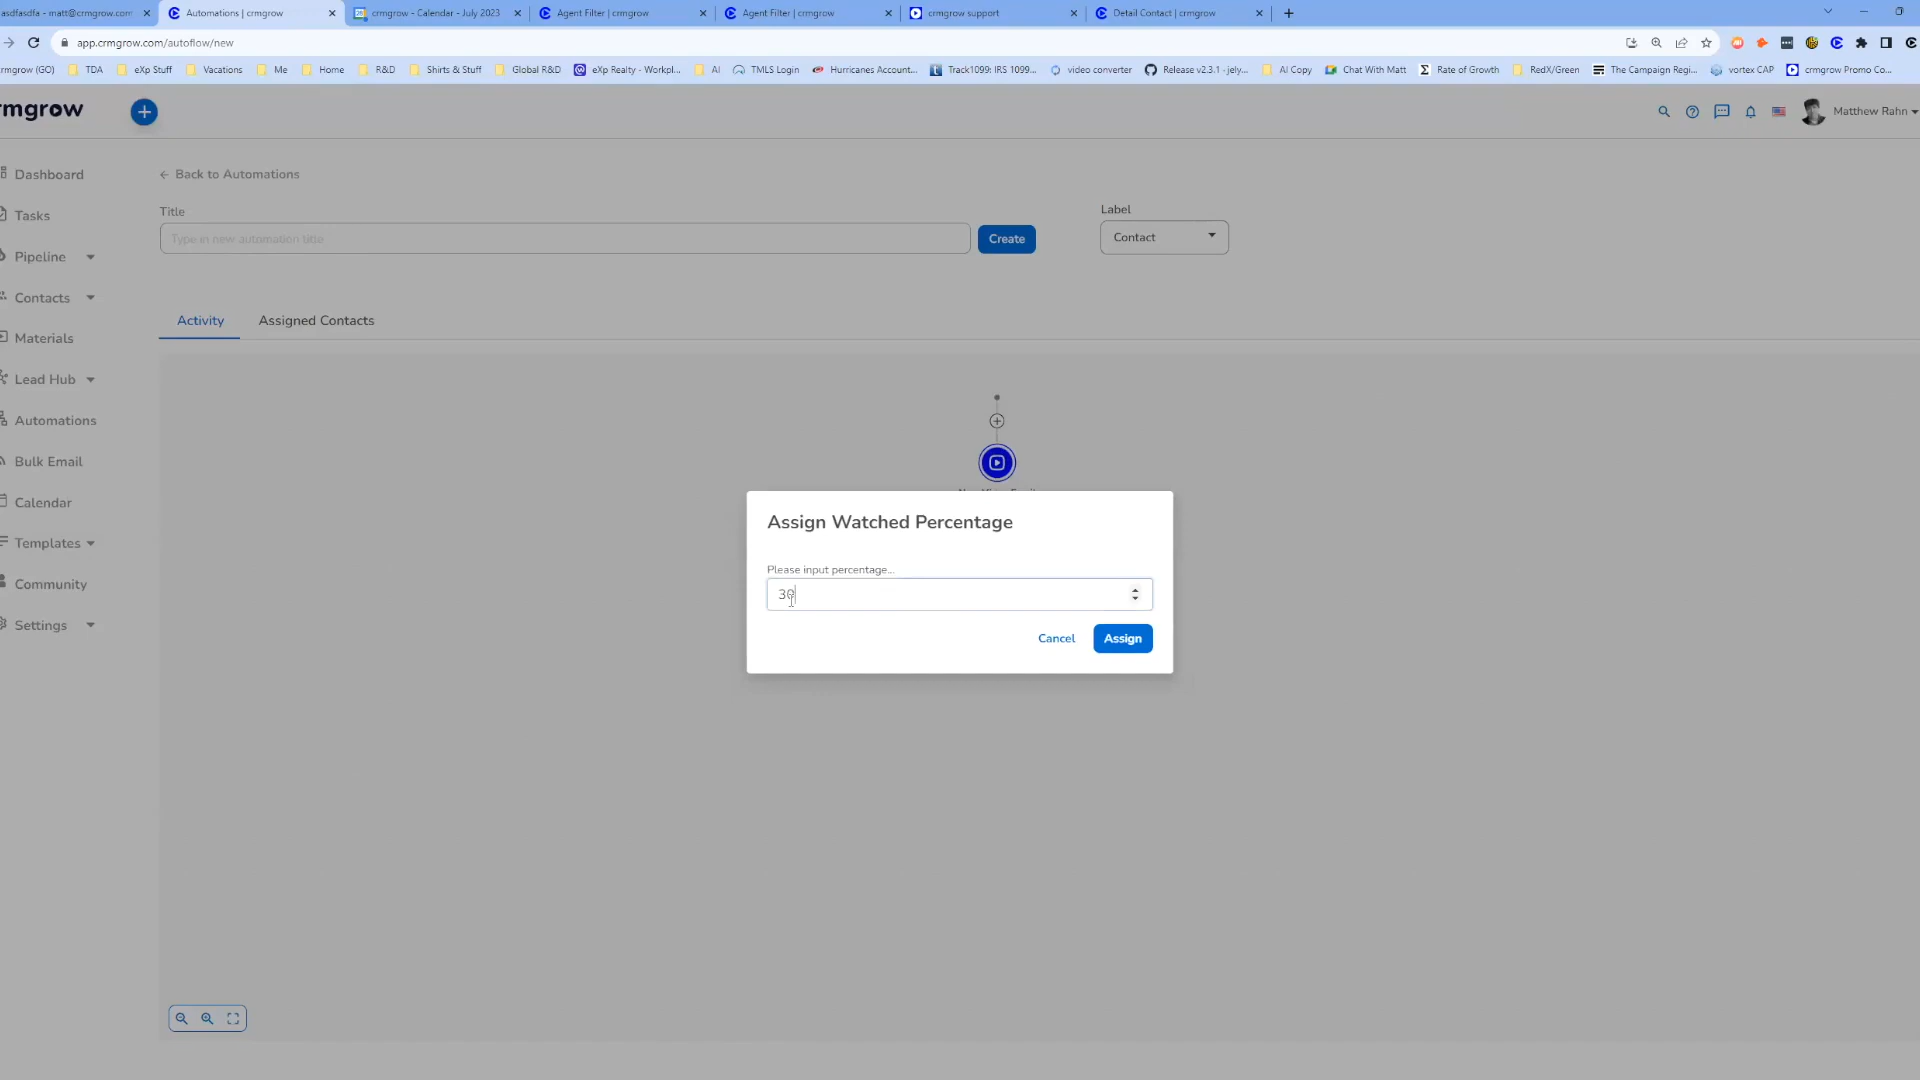 asdfasdfa - matt@crmgrow.com
Automations | crmgrow
crmgrow - Calendar - July 2023
Agent Filter | crmgrow
Agent Filter | crmgrow
crmgrow support
Detail Contact | crmgrow
app.crmgrow.com/autoflow/new
crmgrow (GO)
TDA
eXp Stuff
Vacations
Me
Home
R&D
Shirts & Stuff
Global R&D
eXp Realty - Workpl...
AI
TMLS Login
Hurricanes Account...
Track1099: IRS 1099...
video converter
Release v2.3.1 - jely...
AI Copy
Chat With Matt
Rate of Growth
RedX/Green
The Campaign Regi...
vortex CAP
crmgrow Promo Co...
rmgrow
Matthew Rahn
Dashboard
Tasks
Pipeline
Contacts
Materials
Lead Hub
Automations
Bulk Email
Calendar
Templates
Community
Settings
Back to Automations
Title
Type in new automation title
Create
Label
Contact
Activity
Assigned Contacts
Assign Watched Percentage
Please input percentage...
30
Cancel
Assign